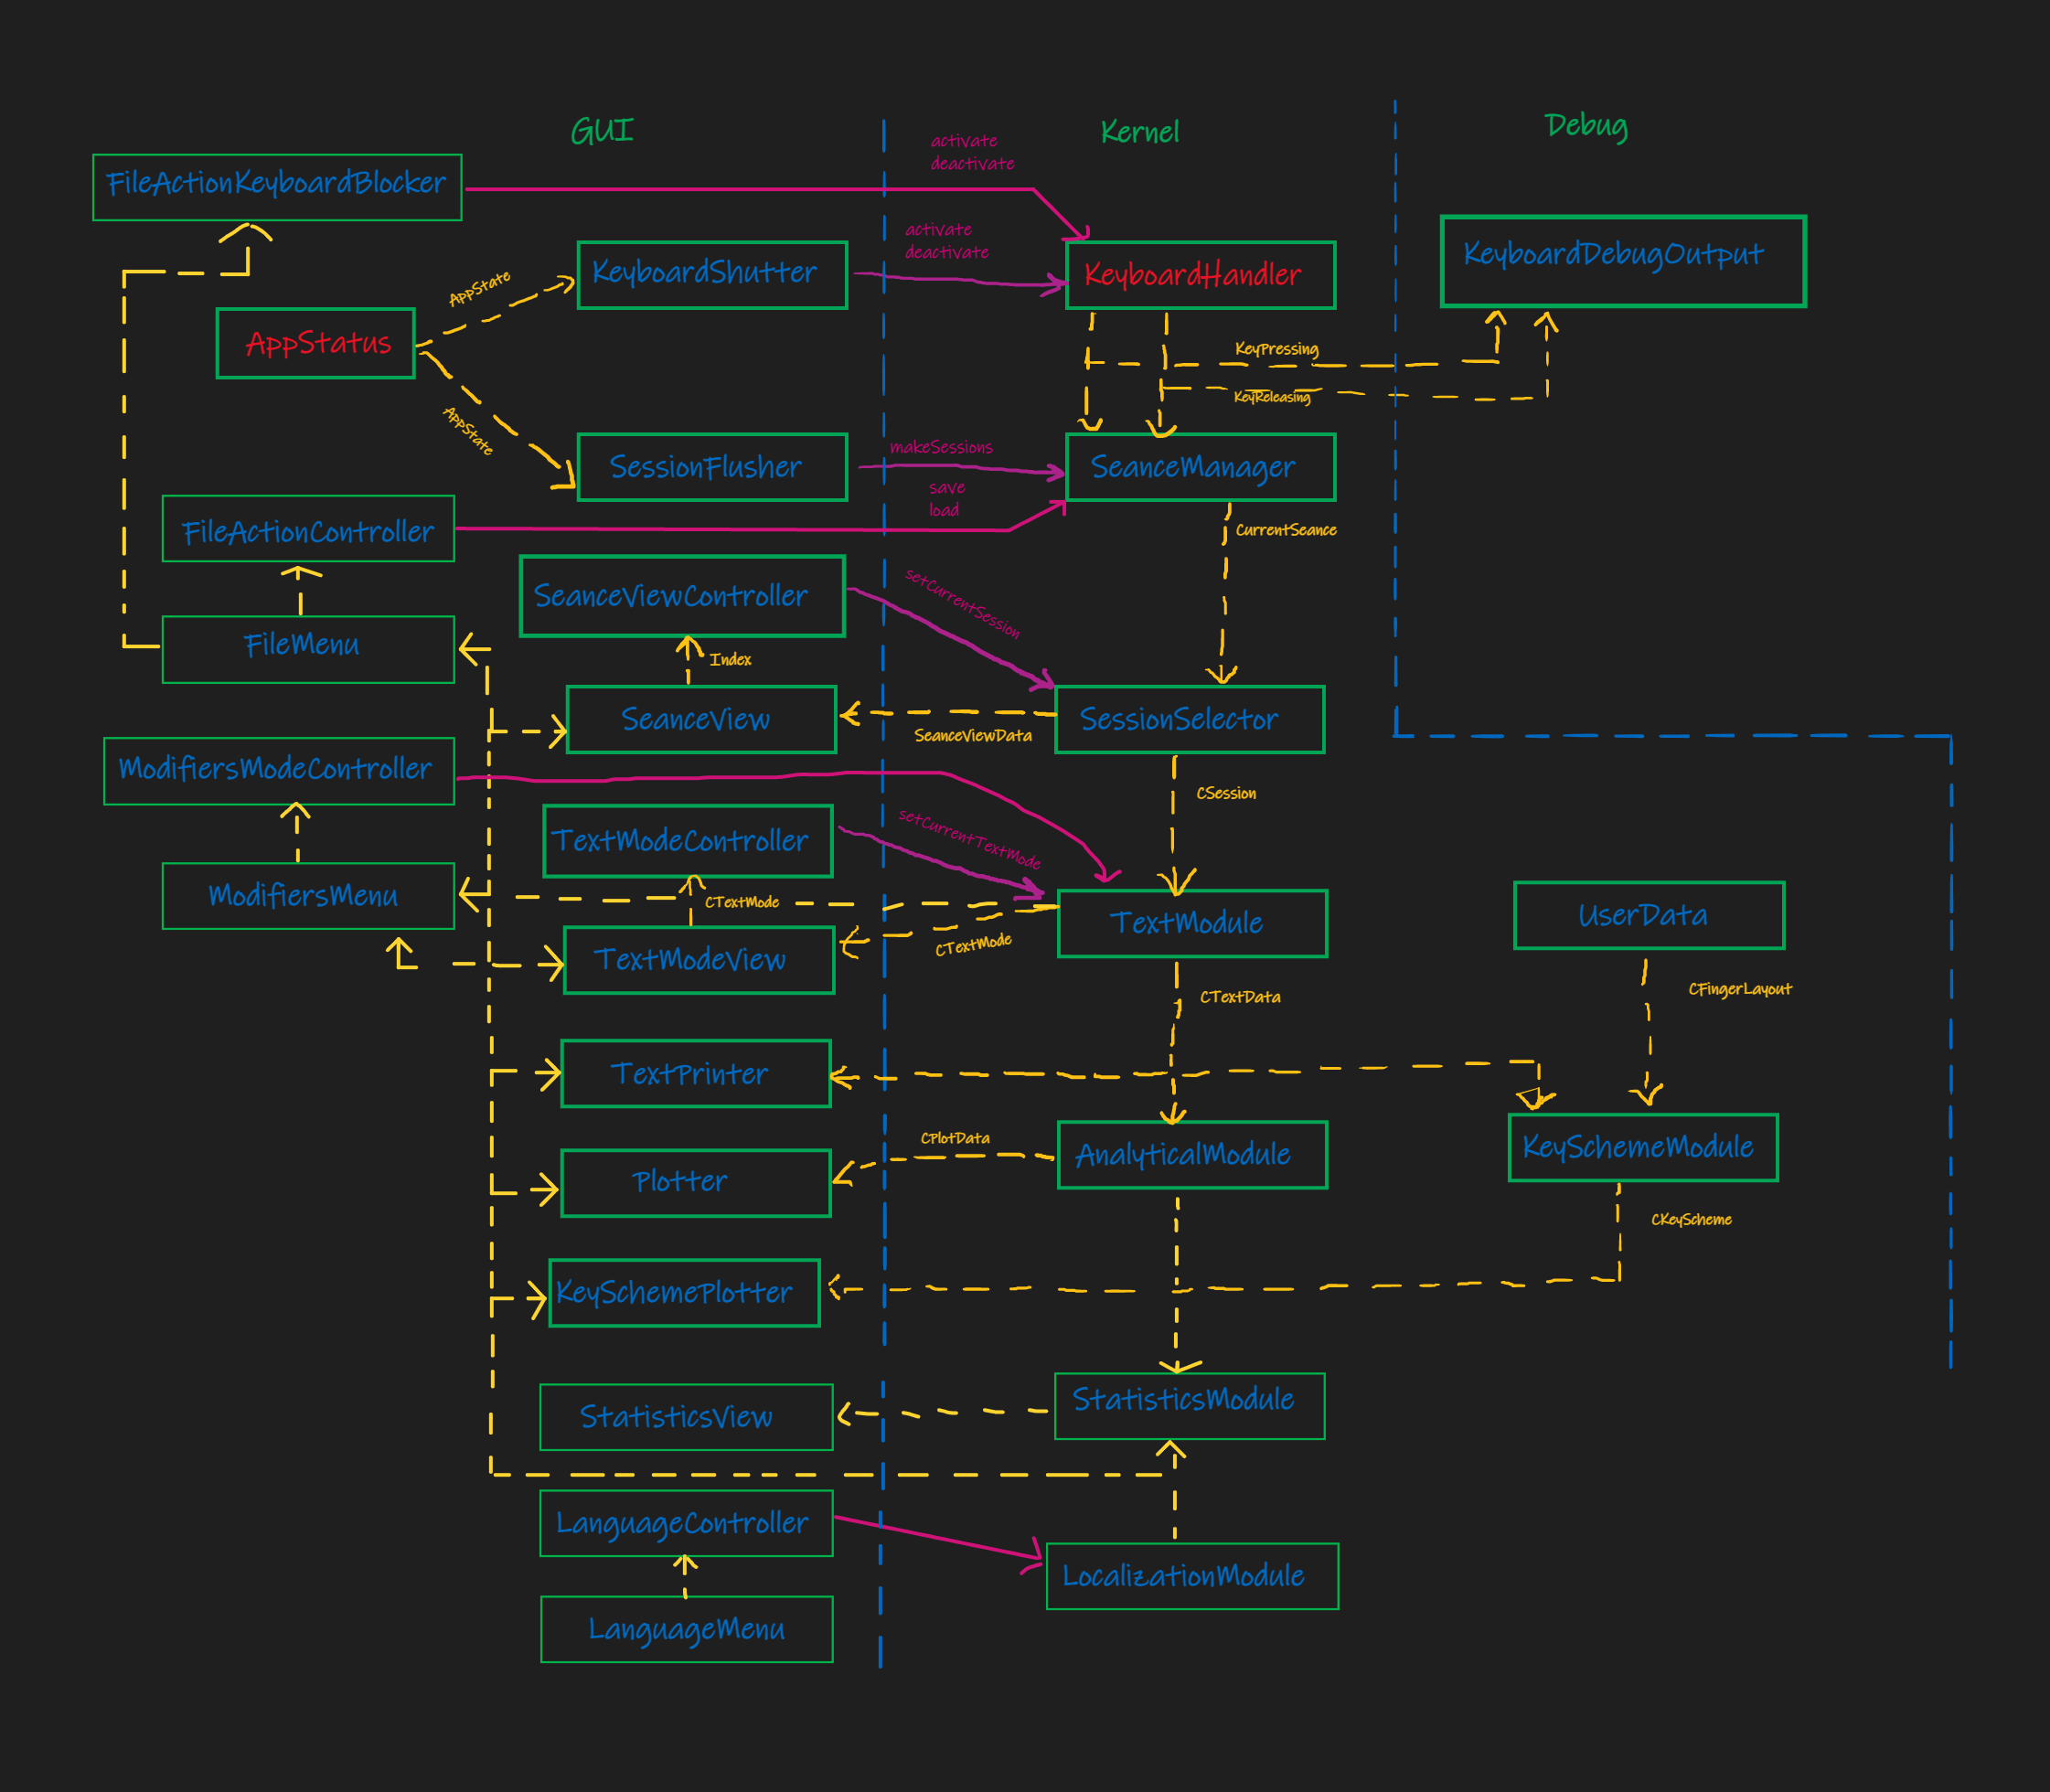 GUI
Kernel
Debug
activate
deactivate
FileActionKeyboardBlocker
activate
deactivate
KeyboardShutter
KeyboardHandler
KeyboardDebugOutput
AppState
AppStatus
KeyPressing
KeyReleasing
AppState
makeSessions
SessionFlusher
SeanceManager
save
load
FileActionController
CurrentSeance
SeanceViewController
setCurrentSession
FileMenu
Index
SeanceView
SessionSelector
SeanceViewData
ModifiersModeController
CSession
TextModeController
setCurrentTextMode
ModifiersMenu
CTextMode
TextModule
UserData
CTextMode
TextModeView
CTextData
CFingerLayout
TextPrinter
CPlotData
AnalyticalModule
KeySchemeModule
Plotter
CKeyScheme
KeySchemePlotter
StatisticsView
StatisticsModule
LanguageController
LocalizationModule
LanguageMenu